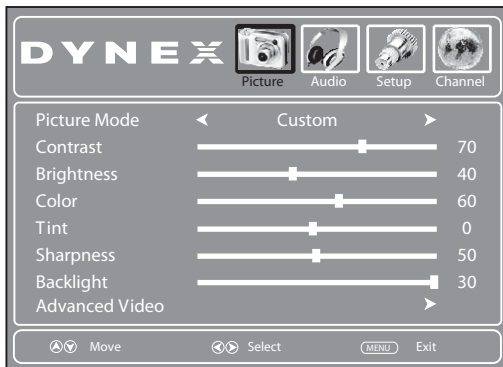 DYNEX
Picture Audio Setup Channel
Picture Mode Custom
Contrast 70
Brightness 40
Color 60
Tint 0
Sharpness 50
Backlight 30
Advanced Video
Move Select MENU Exit